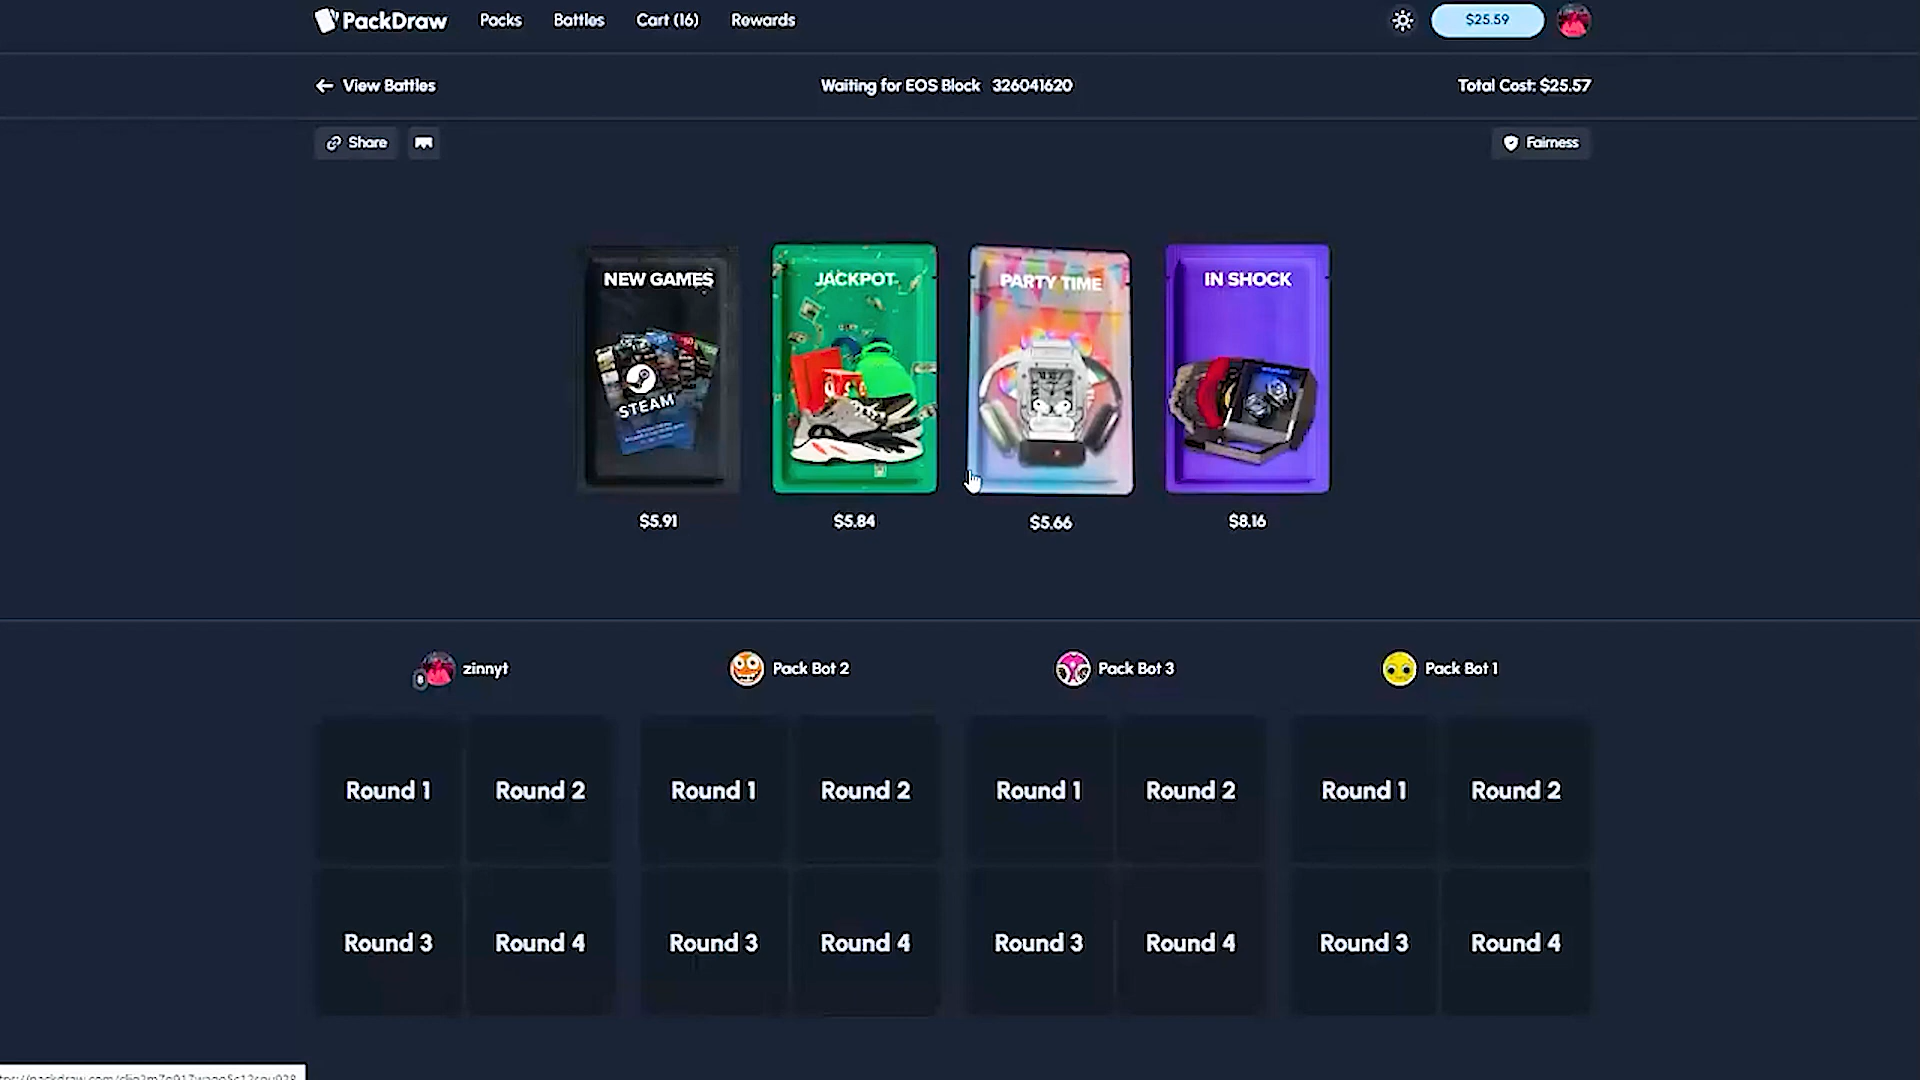 PackDraw Packs Battles Cart (16) Rewards $25.59
View Battles Waiting for EOS Block 326041620 Total Cost: $25.57
Share Fairness
NEW GAMES JACKPOT PARTY TIME IN SHOCK
STEAM
$5.91 $5.84 $5.66 $8.16
8 zinnyt Pack Bot 2 Pack Bot 3 Pack Bot 1
Round 1 Round 2 Round 1 Round 2 Round 1 Round 2 Round 1 Round 2
Round 3 Round 4 Round 3 Round 4 Round 3 Round 4 Round 3 Round 4